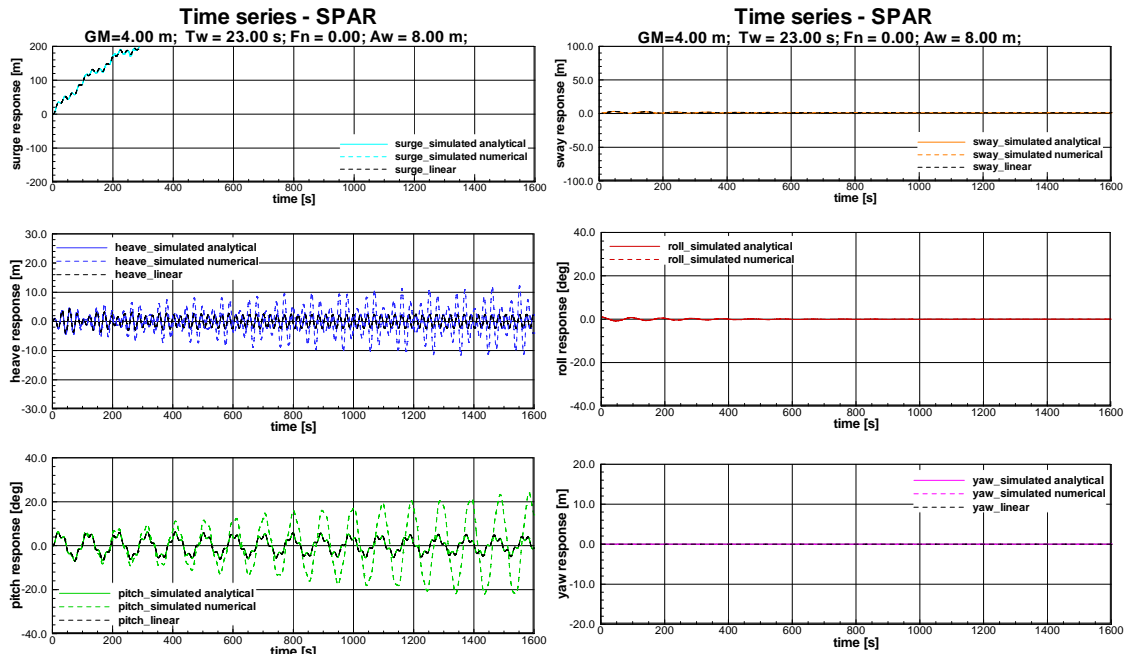 Time series - SPAR
GM=4.00 m; Tw = 23.00 s; Fn = 0.00; Aw = 8.00 m;
surge response [m]
200
100
0
-100
-200
surge_simulated analytical
surge_simulated numerical
surge_linear
0 200 400 600 800 1000 1200 1400 1600
time [s]
heave response [m]
30.0
20.0
10.0
0.0
-10.0
-20.0
-30.0
heave_simulated analytical
heave_simulated numerical
heave_linear
0 200 400 600 800 1000 1200 1400 1600
time [s]
pitch response [deg]
40.0
20.0
0.0
-20.0
-40.0
pitch_simulated analytical
pitch_simulated numerical
pitch_linear
0 200 400 600 800 1000 1200 1400 1600
time [s]
Time series - SPAR
GM=4.00 m; Tw = 23.00 s; Fn = 0.00; Aw = 8.00 m;
sway response [m]
100.0
50.0
0.0
-50.0
-100.0
sway_simulated analytical
sway_simulated numerical
sway_linear
0 200 400 600 800 1000 1200 1400 1600
time [s]
roll response [deg]
40.0
20.0
0.0
-20.0
-40.0
roll_simulated analytical
roll_simulated numerical
0 200 400 600 800 1000 1200 1400 1600
time [s]
yaw response [m]
20.0
10.0
0.0
-10.0
-20.0
yaw_simulated analytical
yaw_simulated numerical
yaw_linear
0 200 400 600 800 1000 1200 1400 1600
time [s]